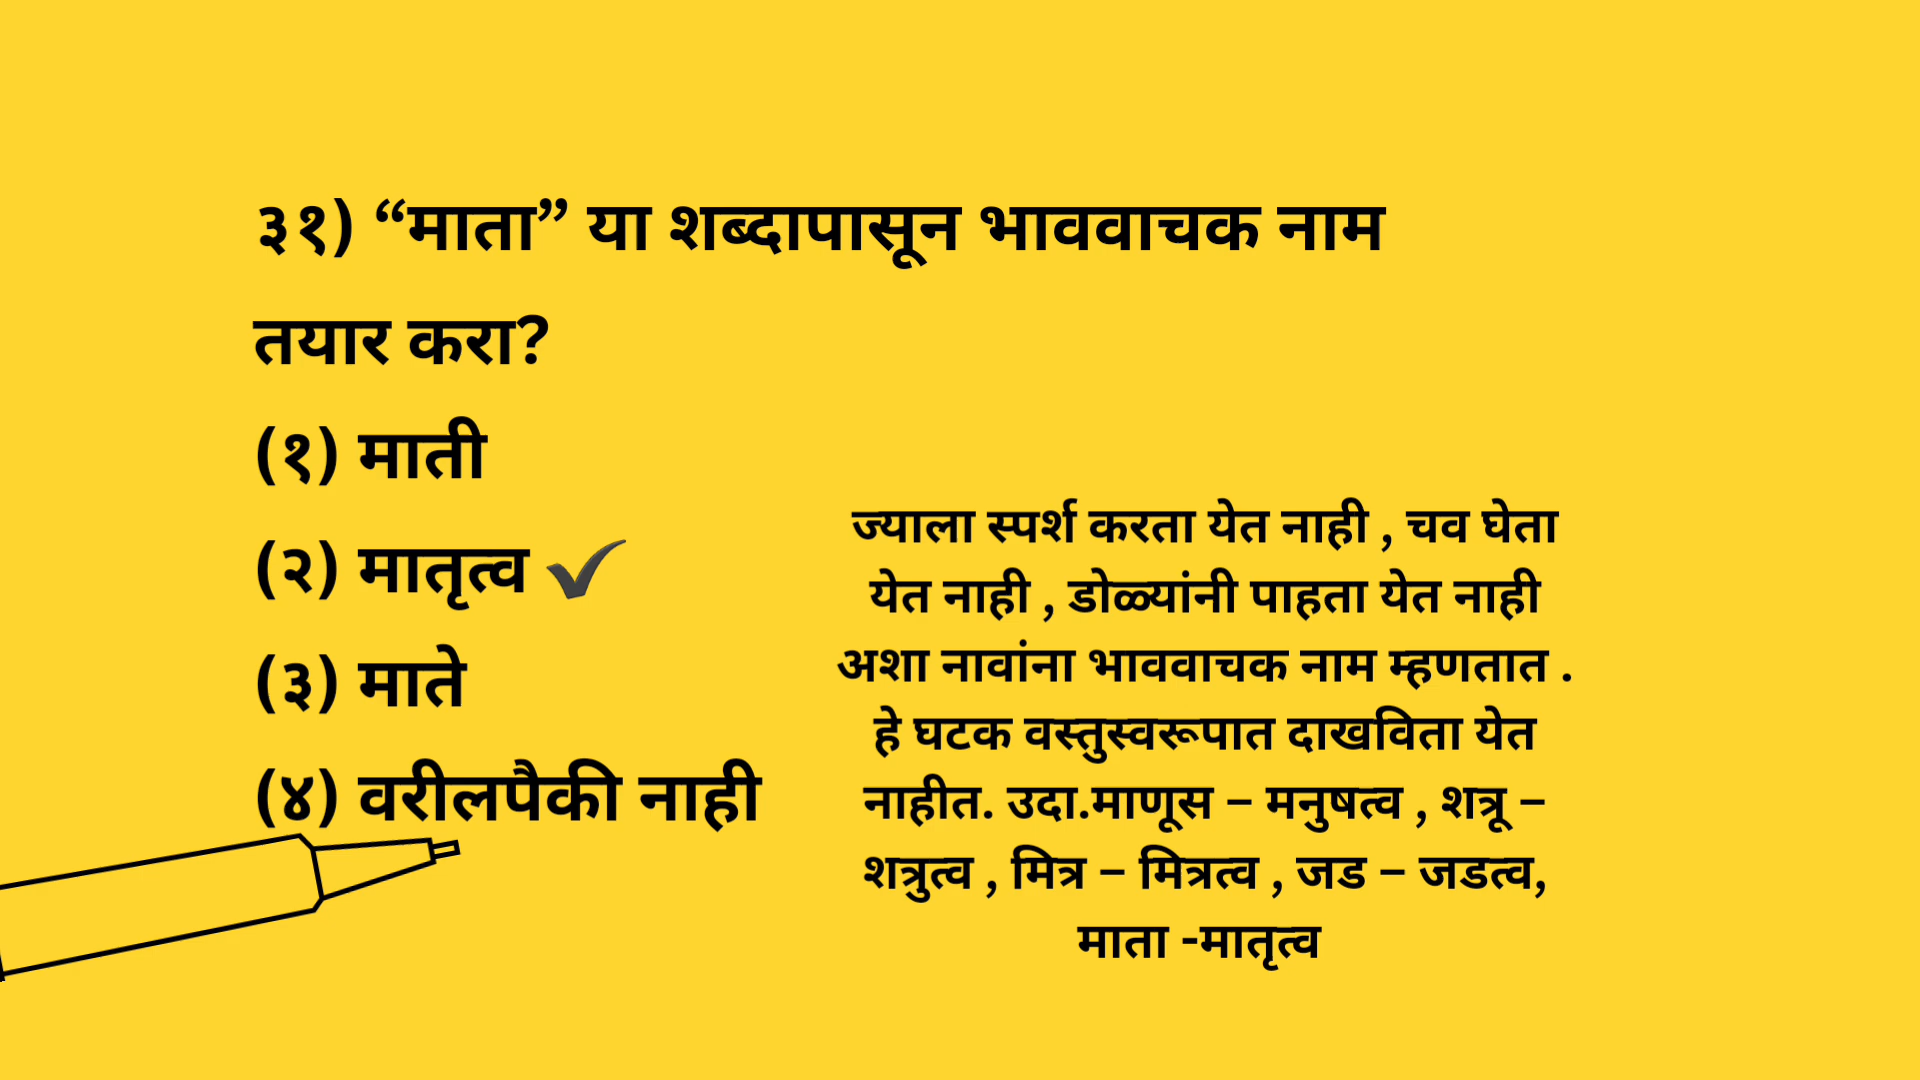 ३१) “माता” या शब्दापासून भाववाचक नाम
तयार करा?
(१) माती
(२) मातृत्व ✔
(३) माते
(४) वरीलपैकी नाही
ज्याला स्पर्श करता येत नाही , चव घेता
येत नाही , डोळ्यांनी पाहता येत नाही
अशा नावांना भाववाचक नाम म्हणतात .
हे घटक वस्तुस्वरूपात दाखविता येत
नाहीत. उदा.माणूस – मनुषत्व , शत्रू –
शत्रुत्व , मित्र – मित्रत्व , जड – जडत्व,
माता -मातृत्व